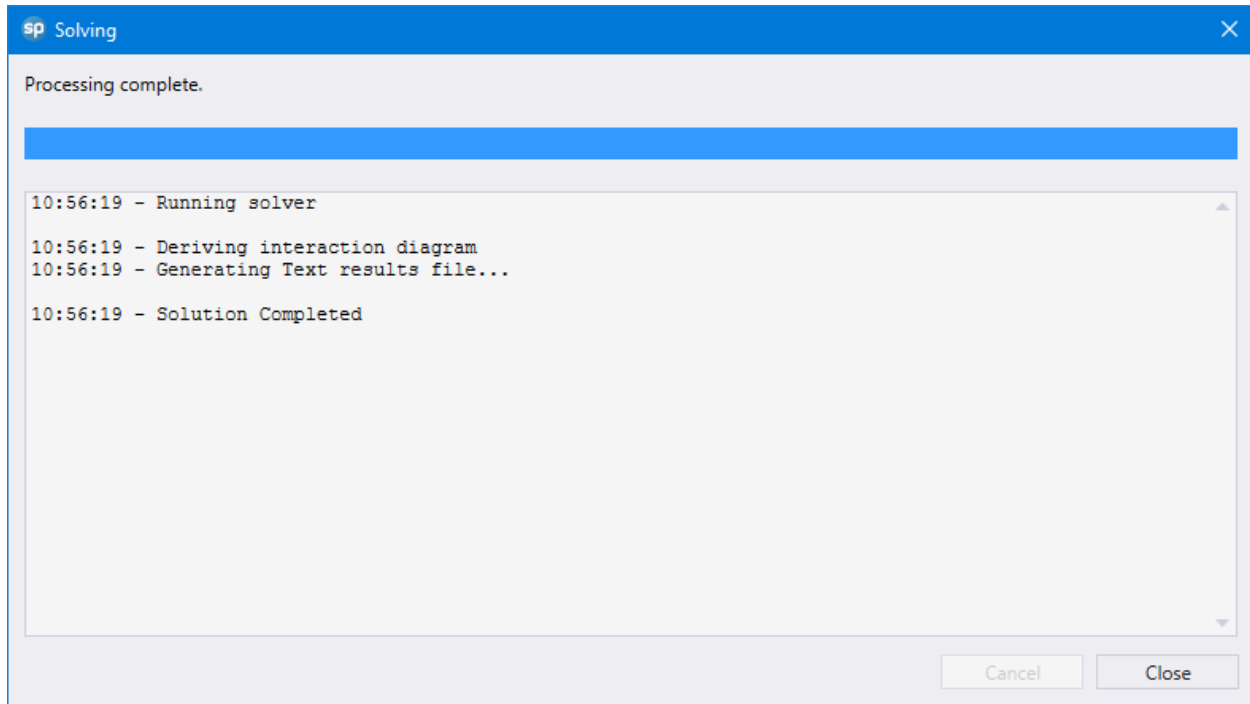 sp Solving
Processing complete.
10:56:19 - Running solver
10:56:19 - Deriving interaction diagram
10:56:19 - Generating Text results file...
10:56:19 - Solution Completed
Cancel Close